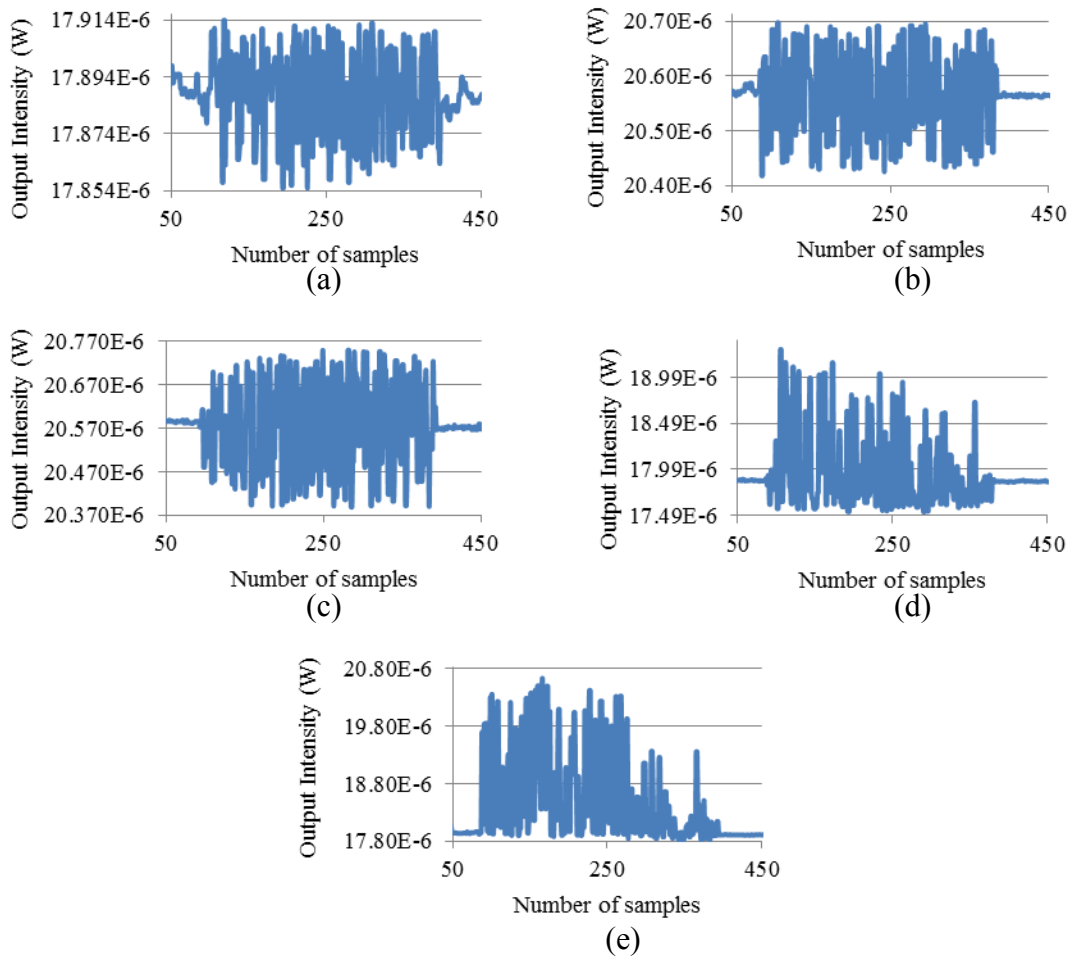 Output Intensity (W)
17.914E-6
17.894E-6
17.874E-6
17.854E-6
50 250 450
Number of samples
(a)
Output Intensity (W)
20.70E-6
20.60E-6
20.50E-6
20.40E-6
50 250 450
Number of samples
(b)
Output Intensity (W)
20.770E-6
20.670E-6
20.570E-6
20.470E-6
20.370E-6
50 250 450
Number of samples
(c)
Output Intensity (W)
18.99E-6
18.49E-6
17.99E-6
17.49E-6
50 250 450
Number of samples
(d)
Output Intensity (W)
20.80E-6
19.80E-6
18.80E-6
17.80E-6
50 250 450
Number of samples
(e)